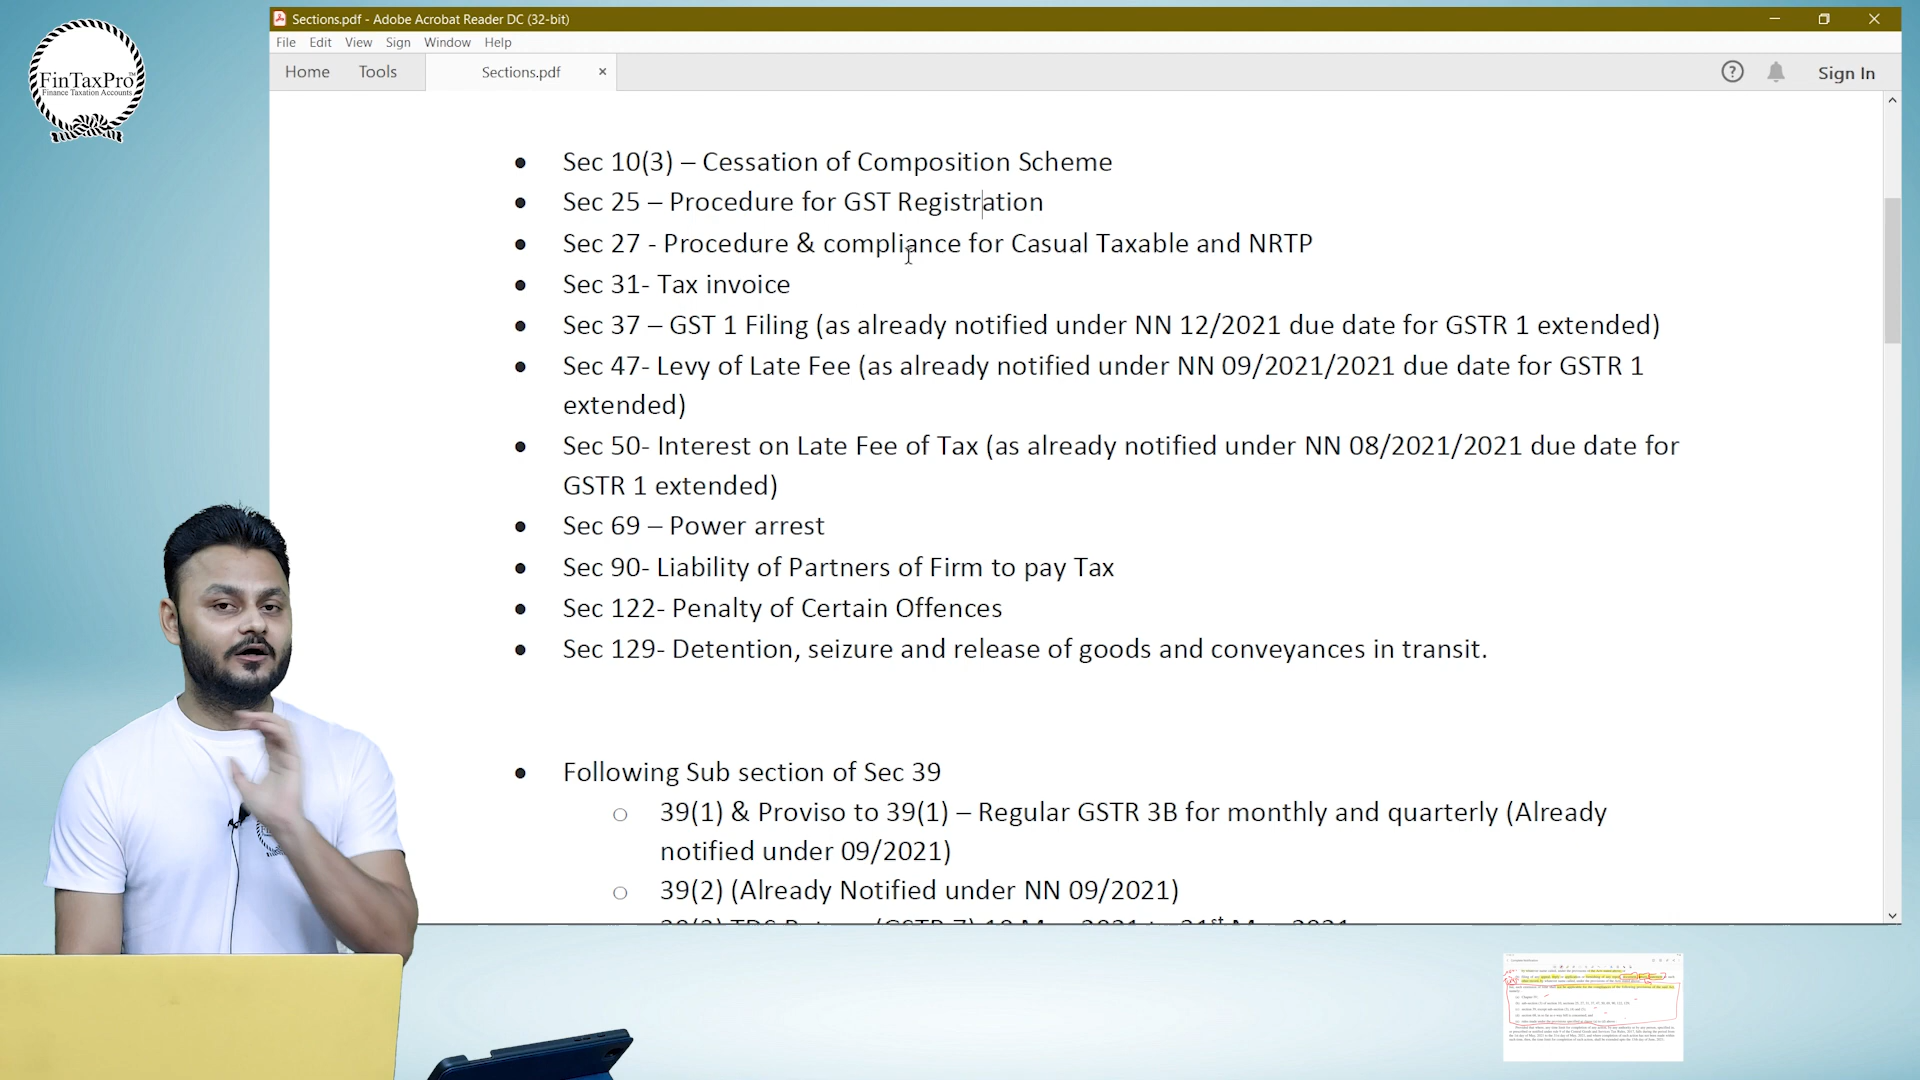 FinTaxPro
Finance Taxation Accounts
Sections.pdf - Adobe Acrobat Reader DC (32-bit)
File Edit View Sign Window Help
Home Tools Sections.pdf × Sign In
• Sec 10(3) – Cessation of Composition Scheme
• Sec 25 – Procedure for GST Registration
• Sec 27 - Procedure & compliance for Casual Taxable and NRTP
• Sec 31- Tax invoice
• Sec 37 – GST 1 Filing (as already notified under NN 12/2021 due date for GSTR 1 extended)
• Sec 47- Levy of Late Fee (as already notified under NN 09/2021/2021 due date for GSTR 1
extended)
• Sec 50- Interest on Late Fee of Tax (as already notified under NN 08/2021/2021 due date for
GSTR 1 extended)
• Sec 69 – Power arrest
• Sec 90- Liability of Partners of Firm to pay Tax
• Sec 122- Penalty of Certain Offences
• Sec 129- Detention, seizure and release of goods and conveyances in transit.
• Following Sub section of Sec 39
o 39(1) & Proviso to 39(1) – Regular GSTR 3B for monthly and quarterly (Already
notified under 09/2021)
o 39(2) (Already Notified under NN 09/2021)